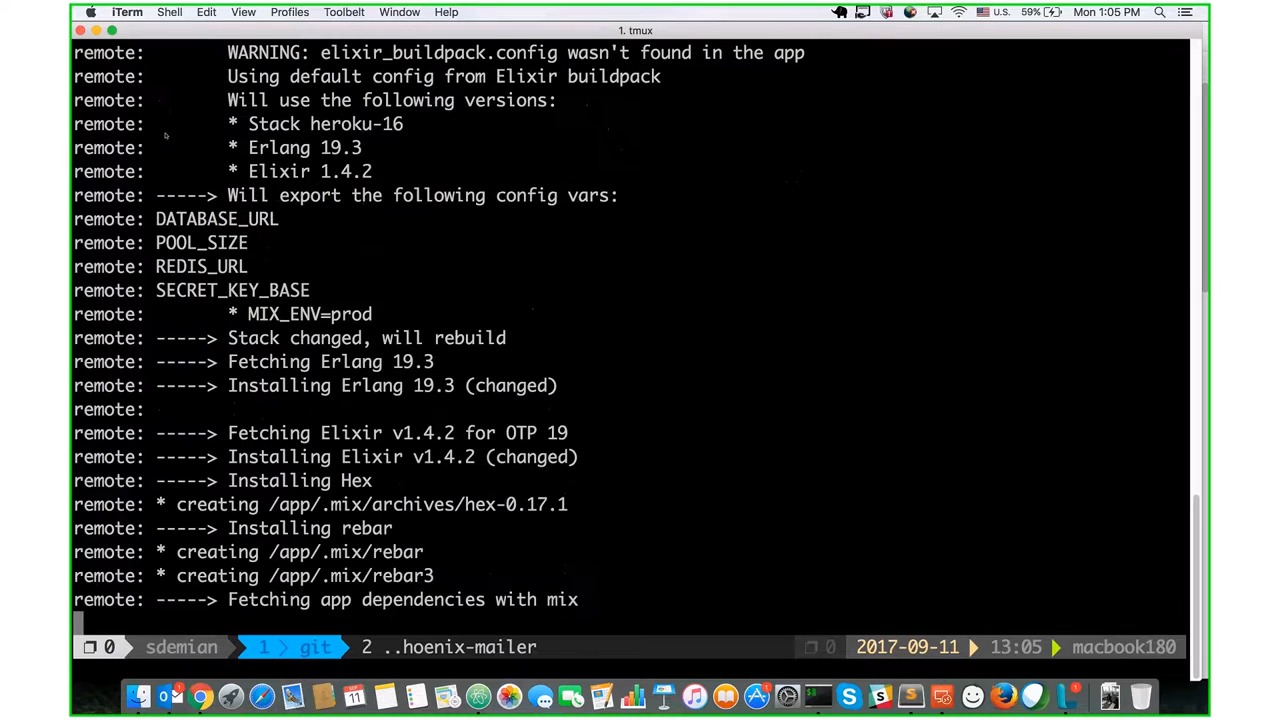 iTerm Shell Edit View Profiles Toolbelt Window Help U.S. 59% Mon 1:05 PM
1. tmux
remote: WARNING: elixir_buildpack.config wasn't found in the app
remote: Using default config from Elixir buildpack
remote: Will use the following versions:
remote: * Stack heroku-16
remote: * Erlang 19.3
remote: * Elixir 1.4.2
remote: -----> Will export the following config vars:
remote: DATABASE_URL
remote: POOL_SIZE
remote: REDIS_URL
remote: SECRET_KEY_BASE
remote: * MIX_ENV=prod
remote: -----> Stack changed, will rebuild
remote: -----> Fetching Erlang 19.3
remote: -----> Installing Erlang 19.3 (changed)
remote:
remote: -----> Fetching Elixir v1.4.2 for OTP 19
remote: -----> Installing Elixir v1.4.2 (changed)
remote: -----> Installing Hex
remote: * creating /app/.mix/archives/hex-0.17.1
remote: -----> Installing rebar
remote: * creating /app/.mix/rebar
remote: * creating /app/.mix/rebar3
remote: -----> Fetching app dependencies with mix
0 sdemian 1 git 2 ..hoenix-mailer 0 2017-09-11 13:05 macbook180